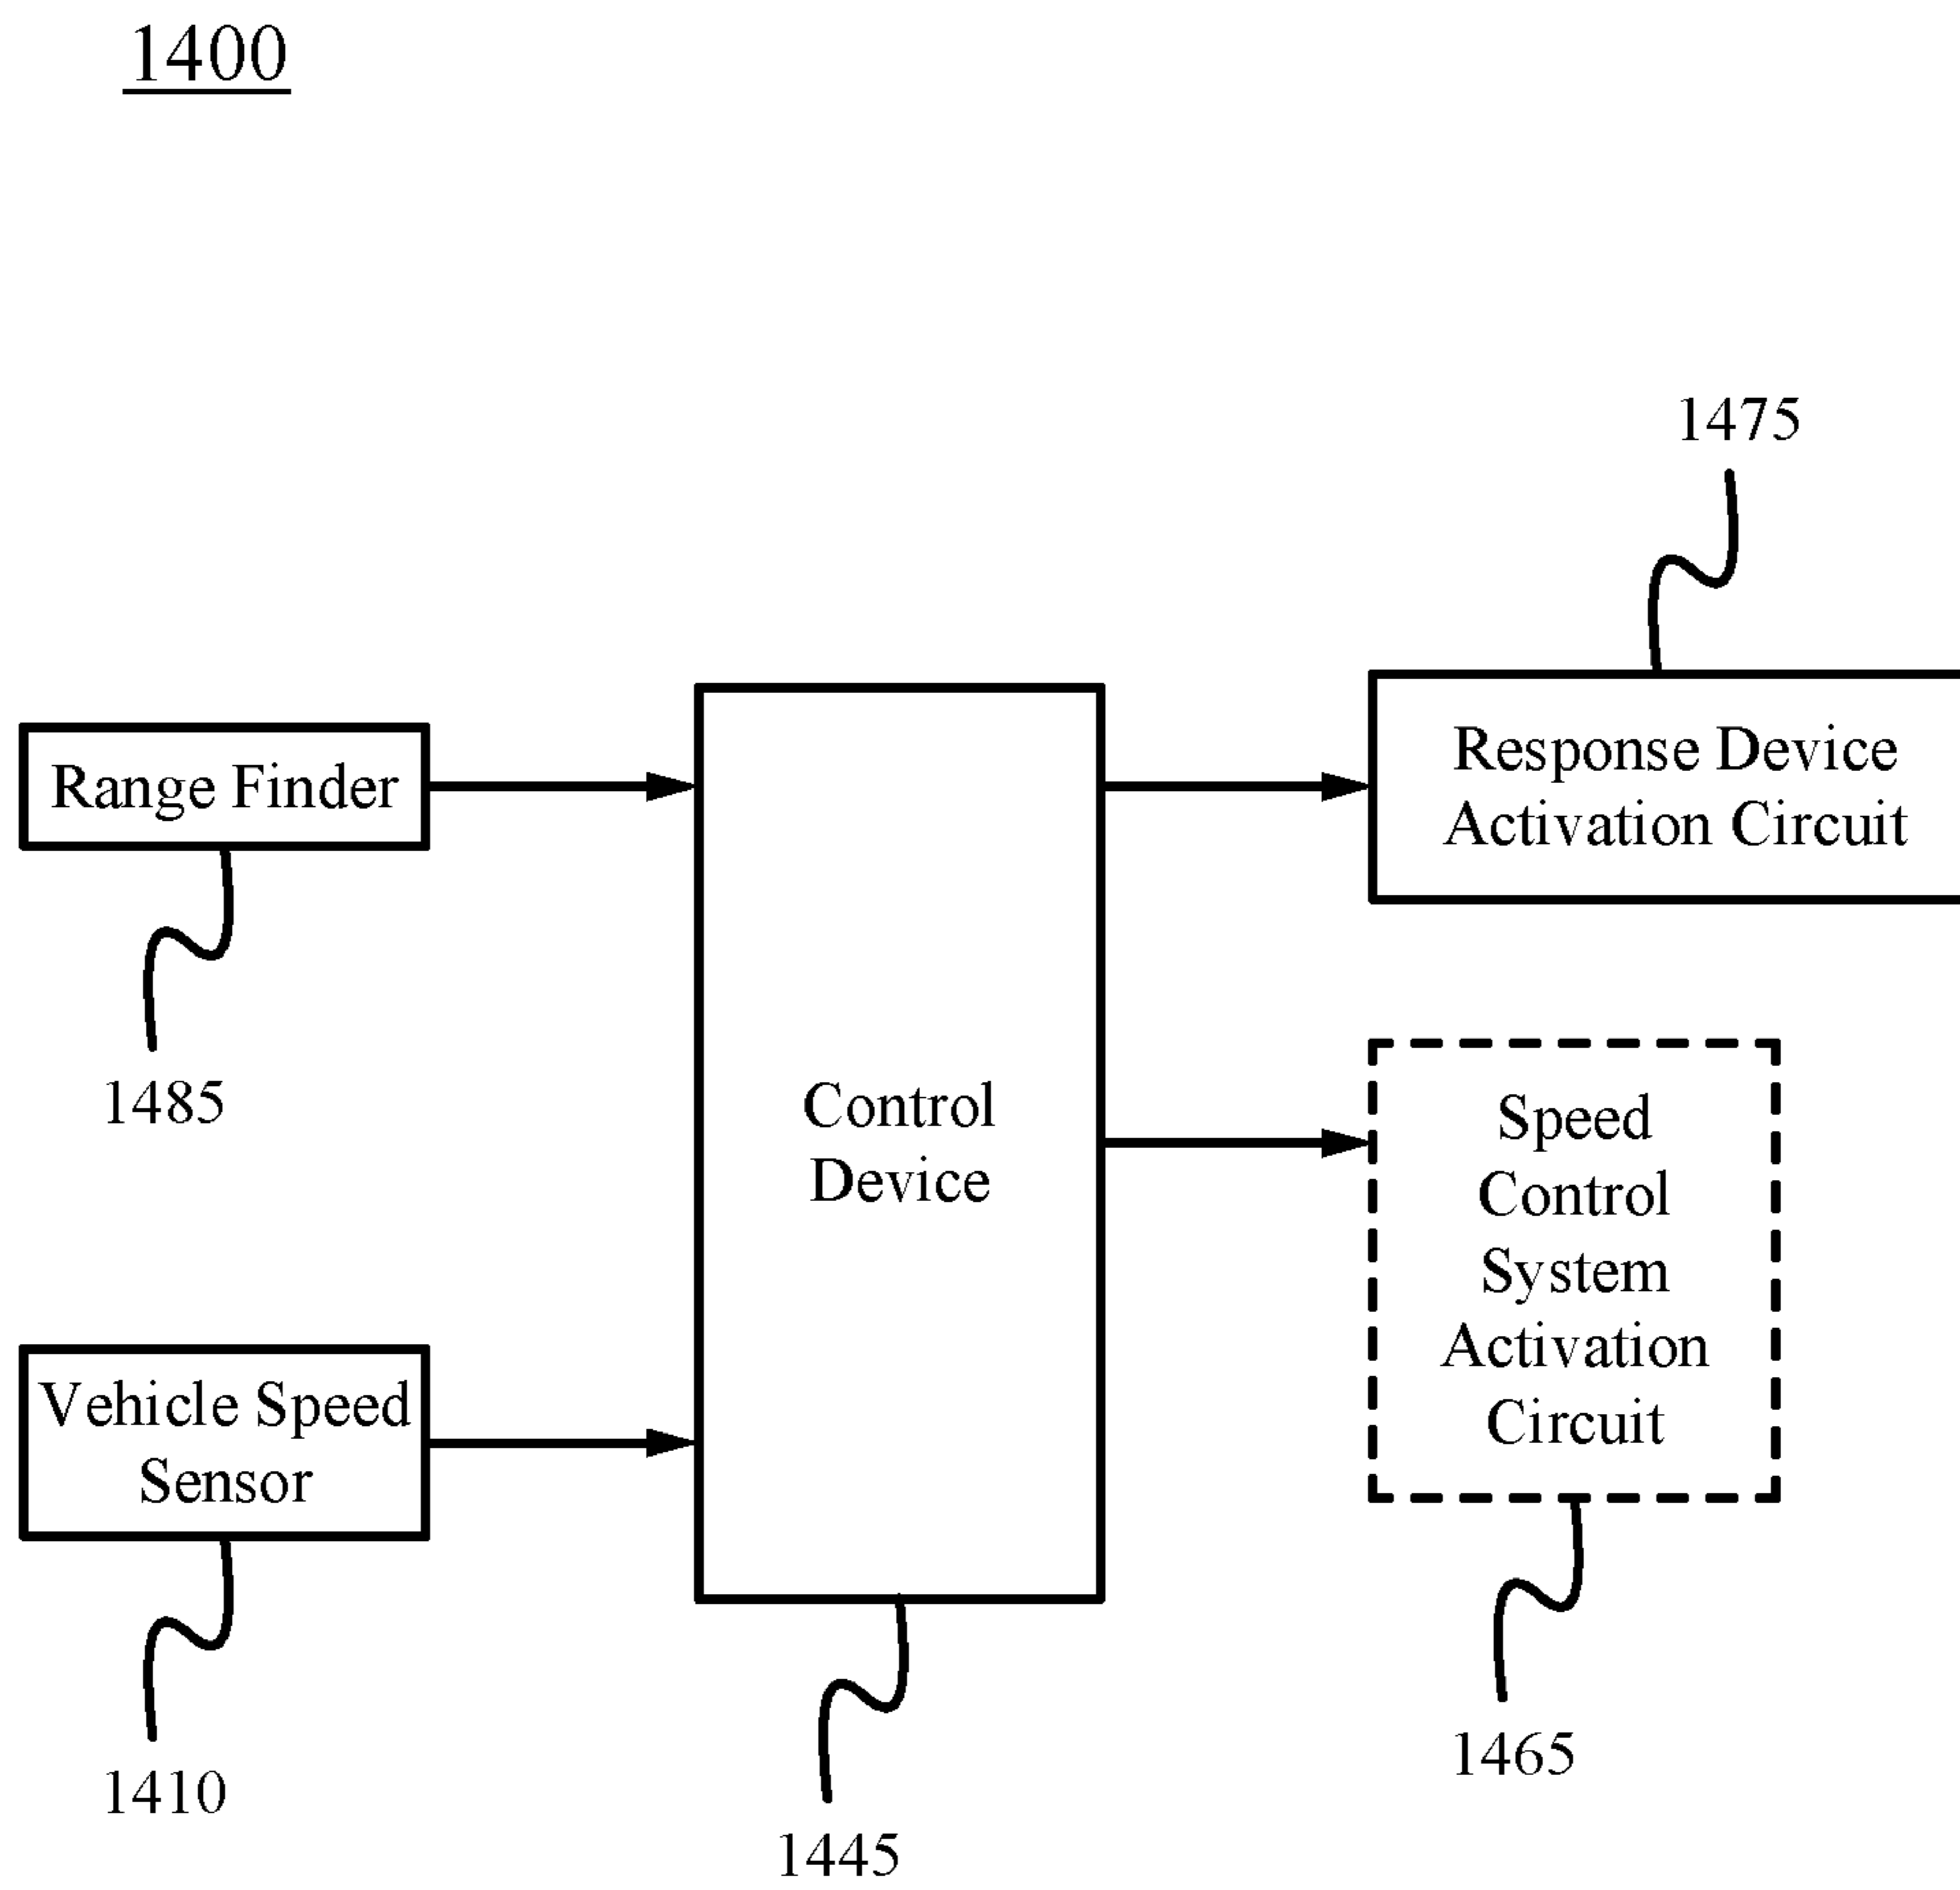 1400
1475
Range Finder
Response Device
Activation Circuit
1485
Control
Device
Speed
Control
System
Activation
Circuit
Vehicle Speed
Sensor
1410
1445
1465